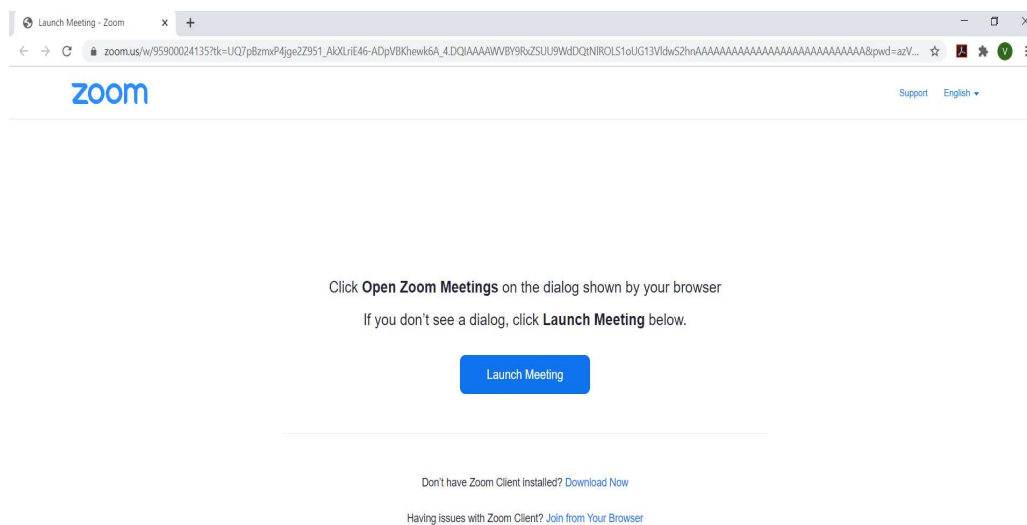 Launch Meeting - Zoom
zoom.us/w/95900024135?tk=UQ7pBzmxP4jge2Z951_AkXLriE46-ADpVBKhewk6A_4.DQIAAAAWVBY9RxZSUU9WdDQtNlROLS1oUG13VldwS2hnAAAAAAAAAAAAAAAAAAAAAAAAAAAA&pwd=azV...
V
zoom
Support English
Click Open Zoom Meetings on the dialog shown by your browser
If you don't see a dialog, click Launch Meeting below.
Launch Meeting
Don't have Zoom Client installed? Download Now
Having issues with Zoom Client? Join from Your Browser